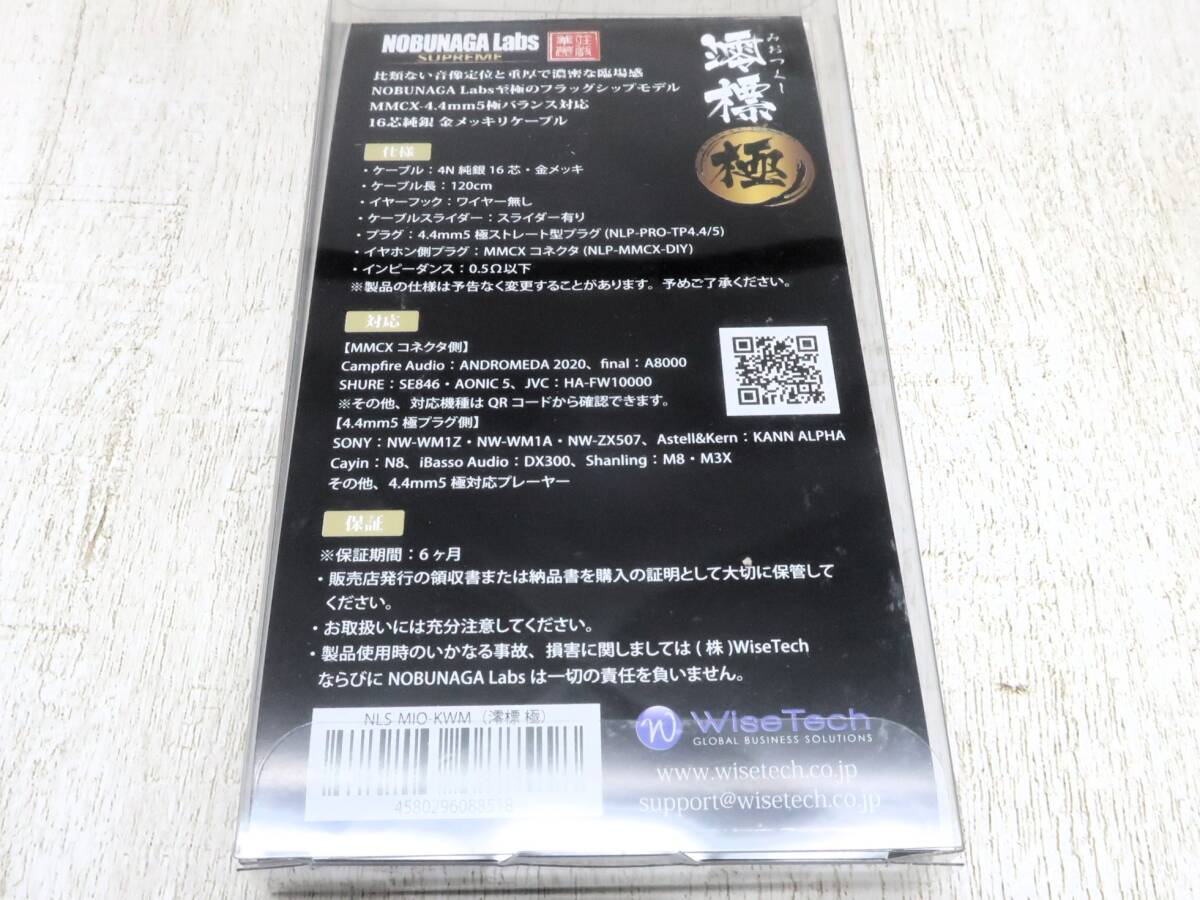 NOBUNAGA Labs
SUPREME
みおつくし
澪標
極
比類ない音像定位と重厚で濃密な臨場感
NOBUNAGA Labs至極のフラッグシップモデル
MMCX-4.4mm5極バランス対応
16芯純銀 金メッキリケーブル
仕様
・ケーブル：4N 純銀 16 芯・金メッキ
・ケーブル長：120cm
・イヤーフック：ワイヤー無し
・ケーブルスライダー：スライダー有り
・プラグ：4.4mm5 極ストレート型プラグ (NLP-PRO-TP4.4/5)
・イヤホン側プラグ：MMCX コネクタ (NLP-MMCX-DIY)
・インピーダンス：0.5Ω以下
※製品の仕様は予告なく変更することがあります。予めご了承ください。
対応
【MMCX コネクタ側】
Campfire Audio：ANDROMEDA 2020、final：A8000
SHURE：SE846・AONIC 5、JVC：HA-FW10000
※その他、対応機種は QR コードから確認できます。
【4.4mm5 極プラグ側】
SONY：NW-WM1Z・NW-WM1A・NW-ZX507、Astell&Kern：KANN ALPHA
Cayin：N8、iBasso Audio：DX300、Shanling：M8・M3X
その他、4.4mm5 極対応プレーヤー
保証
※保証期間：6ヶ月
・販売店発行の領収書または納品書を購入の証明として大切に保管して
ください。
・お取扱いには充分注意してください。
・製品使用時のいかなる事故、損害に関しましては ( 株 )WiseTech
ならびに NOBUNAGA Labs は一切の責任を負いません。
NLS MIO-KWM（澪標 極）
4580296088518
WiseTech
GLOBAL BUSINESS SOLUTIONS
www.wisetech.co.jp
support@wisetech.co.jp